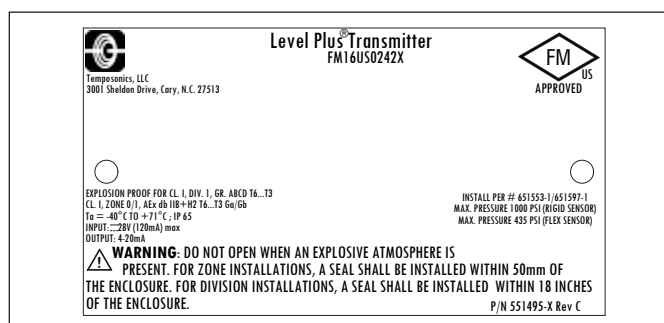 Level Plus® Transmitter
FM16US0242X
Temposonics, LLC
3001 Sheldon Drive, Cary, N.C. 27513
FM
US
APPROVED
EXPLOSION PROOF FOR CL. I, DIV. 1, GR. ABCD T6...T3
CL. I, ZONE 0/1, AEx db IIB+H2 T6...T3 Ga/Gb
Ta = -40°C TO +71°C ; IP 65
INPUT:⎓28V (120mA) max
OUTPUT: 4-20mA
INSTALL PER # 651553-1/651597-1
MAX. PRESSURE 1000 PSI (RIGID SENSOR)
MAX. PRESSURE 435 PSI (FLEX SENSOR)
WARNING: DO NOT OPEN WHEN AN EXPLOSIVE ATMOSPHERE IS
PRESENT. FOR ZONE INSTALLATIONS, A SEAL SHALL BE INSTALLED WITHIN 50mm OF
THE ENCLOSURE. FOR DIVISION INSTALLATIONS, A SEAL SHALL BE INSTALLED WITHIN 18 INCHES
OF THE ENCLOSURE.
P/N 551495-X Rev C